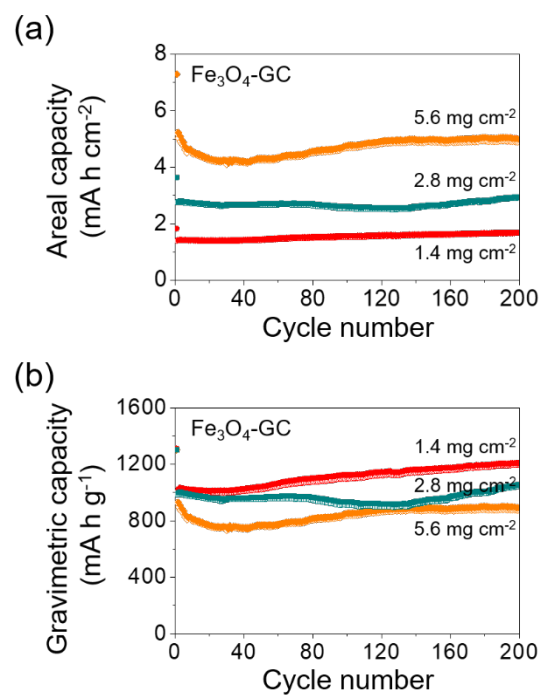 (a)
Areal capacity
(mA h cm⁻²)
8
6
4
2
0
Fe₃O₄-GC
5.6 mg cm⁻²
2.8 mg cm⁻²
1.4 mg cm⁻²
0 40 80 120 160 200
Cycle number
(b)
Gravimetric capacity
(mA h g⁻¹)
1600
1200
800
400
0
Fe₃O₄-GC
1.4 mg cm⁻²
2.8 mg cm⁻²
5.6 mg cm⁻²
0 40 80 120 160 200
Cycle number